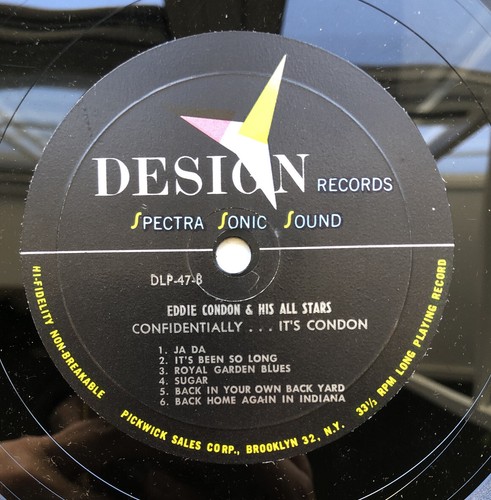 DESIGN RECORDS
SPECTRA SONIC SOUND
DLP-47-B
EDDIE CONDON & HIS ALL STARS
CONFIDENTIALLY . . . IT'S CONDON
1. JA DA
2. IT'S BEEN SO LONG
3. ROYAL GARDEN BLUES
4. SUGAR
5. BACK IN YOUR OWN BACK YARD
6. BACK HOME AGAIN IN INDIANA
HI-FIDELITY NON-BREAKABLE
PICKWICK SALES CORP., BROOKLYN 32, N.Y.
33⅓ RPM LONG PLAYING RECORD